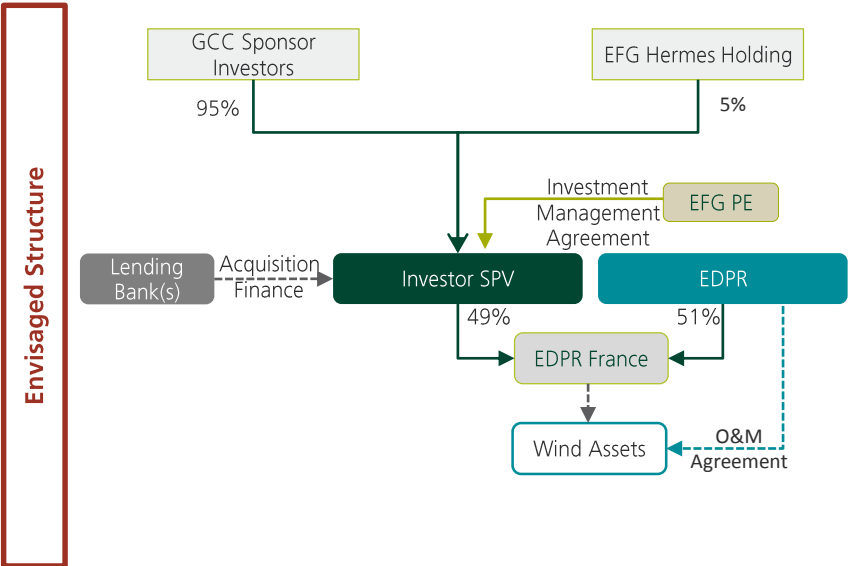 Envisaged Structure
GCC Sponsor
Investors
EFG Hermes Holding
95%
5%
Investment
Management
Agreement
EFG PE
Lending
Bank(s)
Acquisition
Finance
Investor SPV
EDPR
49%
51%
EDPR France
Wind Assets
O&M
Agreement